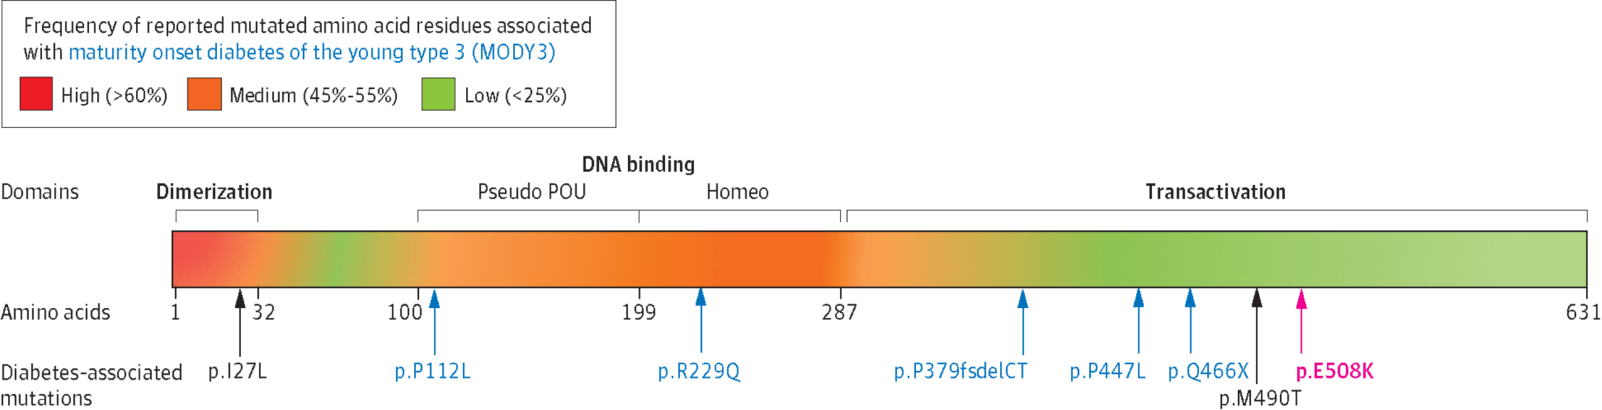 Frequency of reported mutated amino acid residues associated
with maturity onset diabetes of the young type 3 (MODY3)
High (>60%) Medium (45%-55%) Low (<25%)
DNA binding
Domains Dimerization Pseudo POU Homeo Transactivation
Amino acids 1 32 100 199 287 631
Diabetes-associated p.I27L p.P112L p.R229Q p.P379fsdelCT p.P447L p.Q466X p.E508K
mutations p.M490T